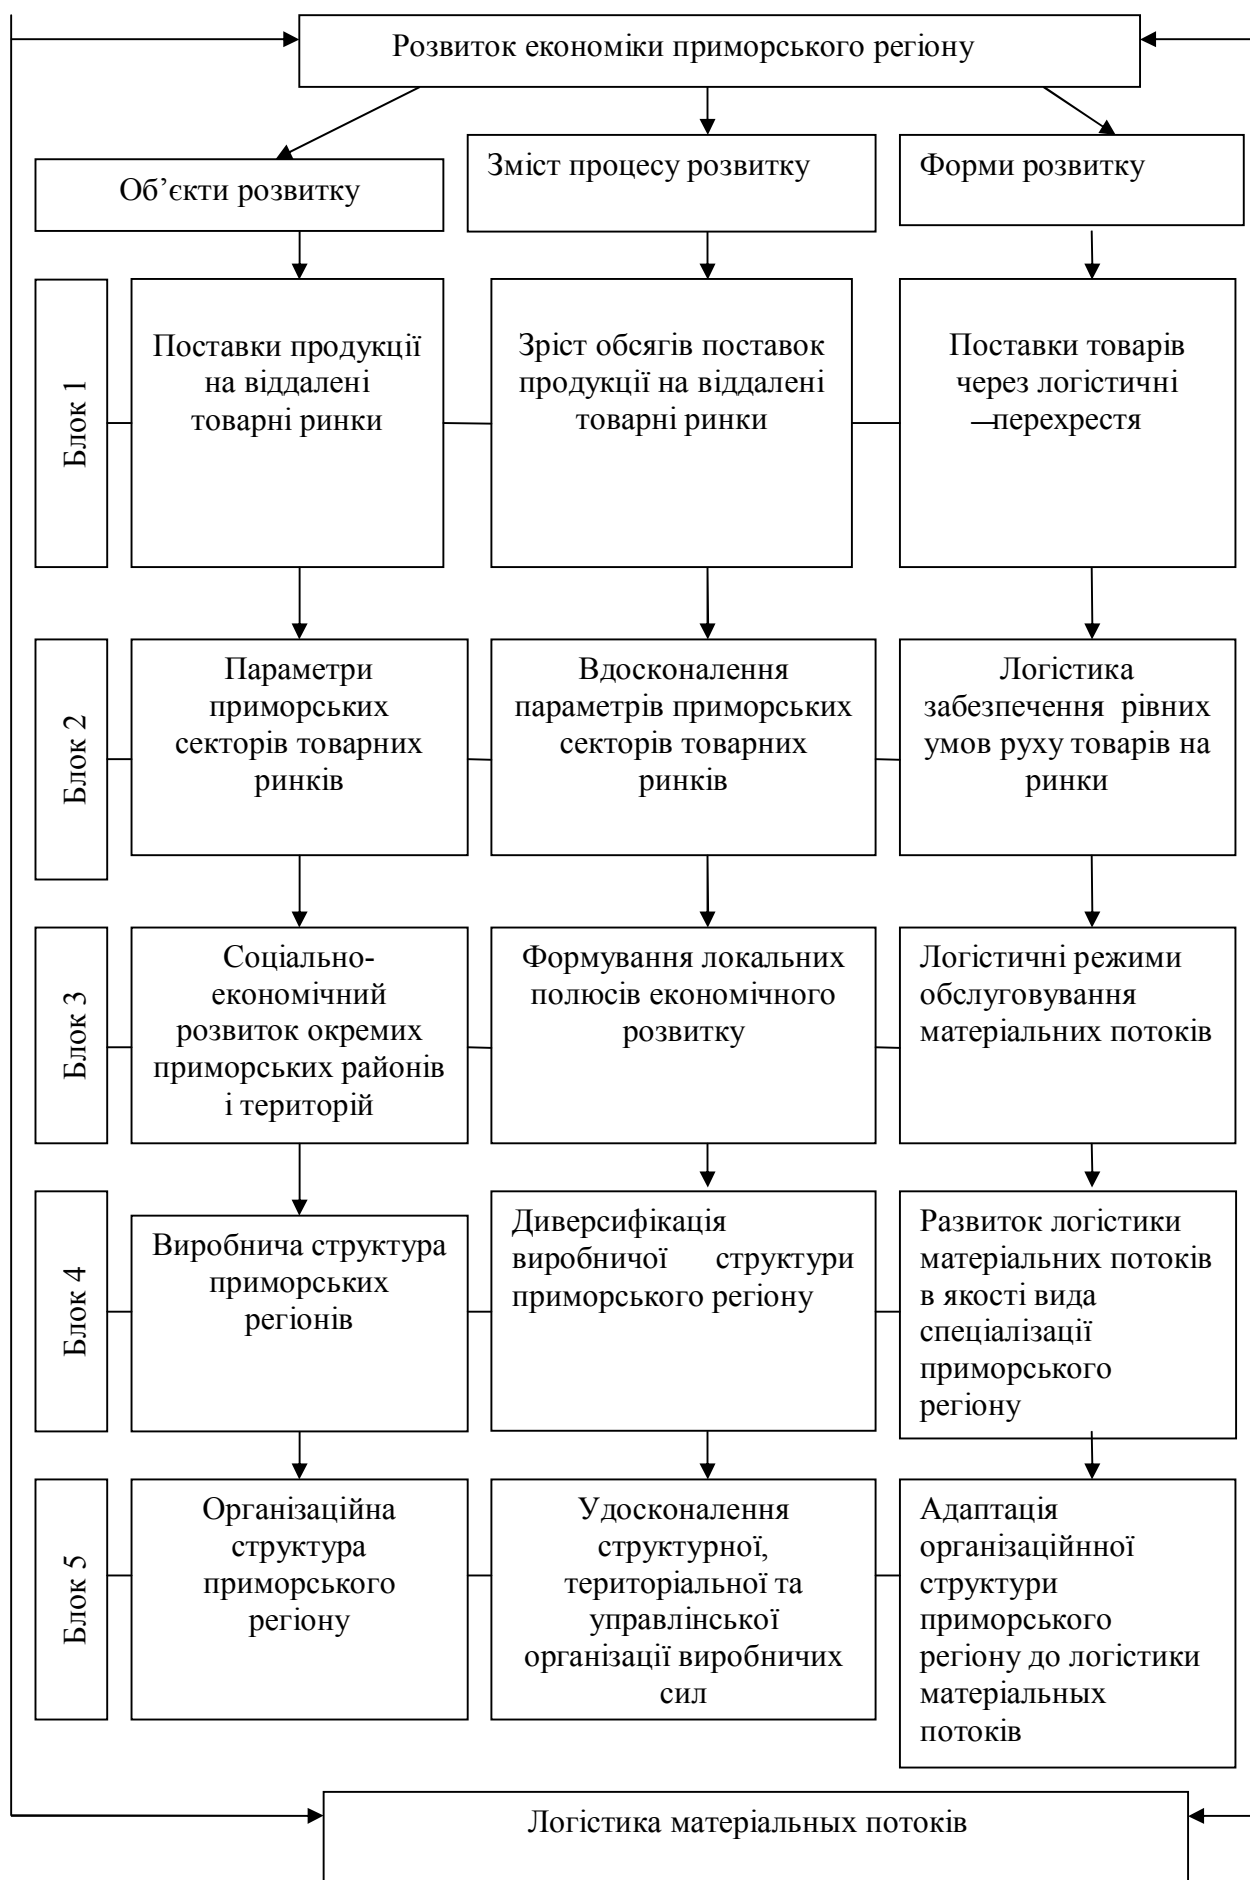 Розвиток економіки приморського регіону
Об’єкти розвитку
Зміст процесу розвитку
Форми розвитку
Блок 1
Поставки продукції
на віддалені
товарні ринки
Зріст обсягів поставок
продукції на віддалені
товарні ринки
Поставки товарів
через логістичні
перехрестя
Блок 2
Параметри
приморських
секторів товарних
ринків
Вдосконалення
параметрів приморських
секторів товарних
ринків
Логістика
забезпечення рівних
умов руху товарів на
ринки
Блок 3
Соціально-
економічний
розвиток окремих
приморських районів
і територій
Формування локальних
полюсів економічного
розвитку
Логістичні режими
обслуговування
матеріальних потоків
Блок 4
Виробнича структура
приморських
регіонів
Диверсифікація
виробничої структури
приморського регіону
Развиток логістики
матеріальних потоків
в якості вида
спеціалізації
приморського
регіону
Блок 5
Організаційна
структура
приморського
регіону
Удосконалення
структурної,
територіальної та
управлінської
організації виробничих
сил
Адаптація
організаційнної
структури
приморського
регіону до логістики
матеріальных
потоків
Логістика матеріальных потоків